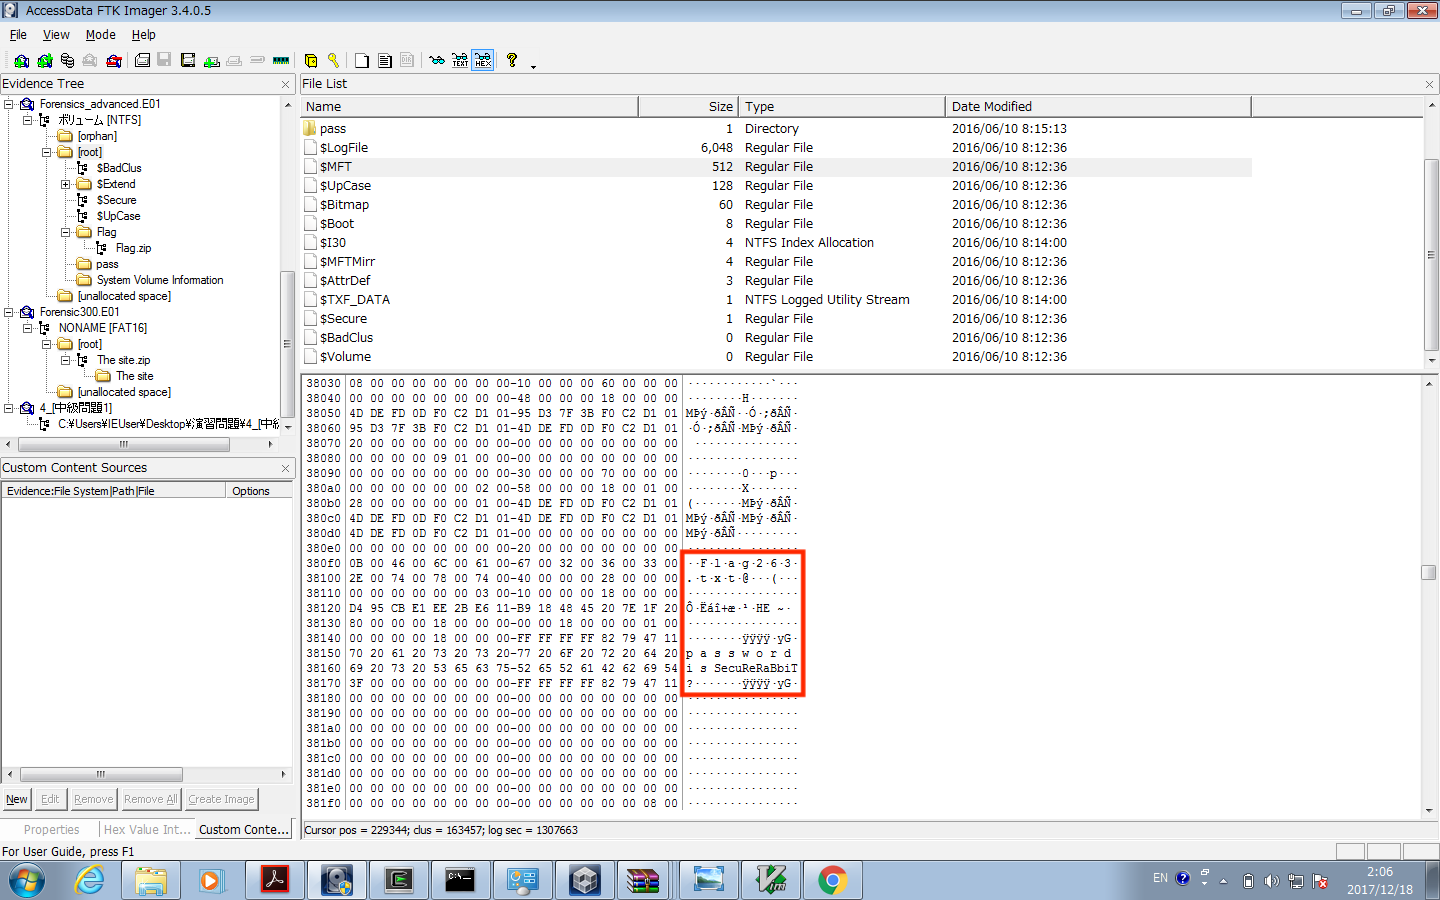 AccessData FTK Imager 3.4.0.5
File View Mode Help
Evidence Tree
Forensics_advanced.E01
ボリューム [NTFS]
[orphan]
[root]
$BadClus
$Extend
$Secure
$UpCase
Flag
Flag.zip
pass
System Volume Information
[unallocated space]
Forensic300.E01
NONAME [FAT16]
[root]
The site.zip
The site
[unallocated space]
4_[中級問題1]
C:¥Users¥IEUser¥Desktop¥演習問題¥4_[中級
Custom Content Sources
Evidence:File System|Path|File Options
New Edit Remove Remove All Create Image
Properties Hex Value Int... Custom Conte...
File List
Name Size Type Date Modified
pass 1 Directory 2016/06/10 8:15:13
$LogFile 6,048 Regular File 2016/06/10 8:12:36
$MFT 512 Regular File 2016/06/10 8:12:36
$UpCase 128 Regular File 2016/06/10 8:12:36
$Bitmap 60 Regular File 2016/06/10 8:12:36
$Boot 8 Regular File 2016/06/10 8:12:36
$I30 4 NTFS Index Allocation 2016/06/10 8:14:00
$MFTMirr 4 Regular File 2016/06/10 8:12:36
$AttrDef 3 Regular File 2016/06/10 8:12:36
$TXF_DATA 1 NTFS Logged Utility Stream 2016/06/10 8:14:00
$Secure 1 Regular File 2016/06/10 8:12:36
$BadClus 0 Regular File 2016/06/10 8:12:36
$Volume 0 Regular File 2016/06/10 8:12:36
38030 08 00 00 00 00 00 00 00-10 00 00 00 60 00 00 00 ············`···
38040 00 00 00 00 00 00 00 00-48 00 00 00 18 00 00 00 ········H·······
38050 4D DE FD 0D F0 C2 D1 01-95 D3 7F 3B F0 C2 D1 01 MÞý·ðÂÑ··Ó·;ðÂÑ·
38060 95 D3 7F 3B F0 C2 D1 01-4D DE FD 0D F0 C2 D1 01 ·Ó·;ðÂÑ·MÞý·ðÂÑ·
38070 20 00 00 00 00 00 00 00-00 00 00 00 00 00 00 00 ···············
38080 00 00 00 00 09 01 00 00-00 00 00 00 00 00 00 00 ················
38090 00 00 00 00 00 00 00 00-30 00 00 00 70 00 00 00 ········0···p···
380a0 00 00 00 00 00 00 02 00-58 00 00 00 18 00 01 00 ········X·······
380b0 28 00 00 00 00 00 01 00-4D DE FD 0D F0 C2 D1 01 (·······MÞý·ðÂÑ·
380c0 4D DE FD 0D F0 C2 D1 01-4D DE FD 0D F0 C2 D1 01 MÞý·ðÂÑ·MÞý·ðÂÑ·
380d0 4D DE FD 0D F0 C2 D1 01-00 00 00 00 00 00 00 00 MÞý·ðÂÑ·········
380e0 00 00 00 00 00 00 00 00-20 00 00 00 00 00 00 00 ········ ·······
380f0 0B 00 46 00 6C 00 61 00-67 00 32 00 36 00 33 00 ··F·l·a·g·2·6·3·
38100 2E 00 74 00 78 00 74 00-40 00 00 00 28 00 00 00 .·t·x·t·@···(···
38110 00 00 00 00 00 00 03 00-10 00 00 00 18 00 00 00 ················
38120 D4 95 CB E1 EE 2B E6 11-B9 18 48 45 20 7E 1F 20 Ô·Ëáî+æ·¹·HE ~·
38130 80 00 00 00 18 00 00 00-00 00 18 00 00 00 01 00 ················
38140 00 00 00 00 18 00 00 00-FF FF FF FF 82 79 47 11 ········ÿÿÿÿ·yG·
38150 70 20 61 20 73 20 73 20-77 20 6F 20 72 20 64 20 p a s s w o r d
38160 69 20 73 20 53 65 63 75-52 65 52 61 42 62 69 54 i s SecuReRaBbiT
38170 3F 00 00 00 00 00 00 00-FF FF FF FF 82 79 47 11 ?·······ÿÿÿÿ·yG·
38180 00 00 00 00 00 00 00 00-00 00 00 00 00 00 00 00 ················
38190 00 00 00 00 00 00 00 00-00 00 00 00 00 00 00 00 ················
381a0 00 00 00 00 00 00 00 00-00 00 00 00 00 00 00 00 ················
381b0 00 00 00 00 00 00 00 00-00 00 00 00 00 00 00 00 ················
381c0 00 00 00 00 00 00 00 00-00 00 00 00 00 00 00 00 ················
381d0 00 00 00 00 00 00 00 00-00 00 00 00 00 00 00 00 ················
381e0 00 00 00 00 00 00 00 00-00 00 00 00 00 00 00 00 ················
381f0 00 00 00 00 00 00 00 00-00 00 00 00 00 00 08 00 ················
Cursor pos = 229344; clus = 163457; log sec = 1307663
For User Guide, press F1
EN
2:06
2017/12/18